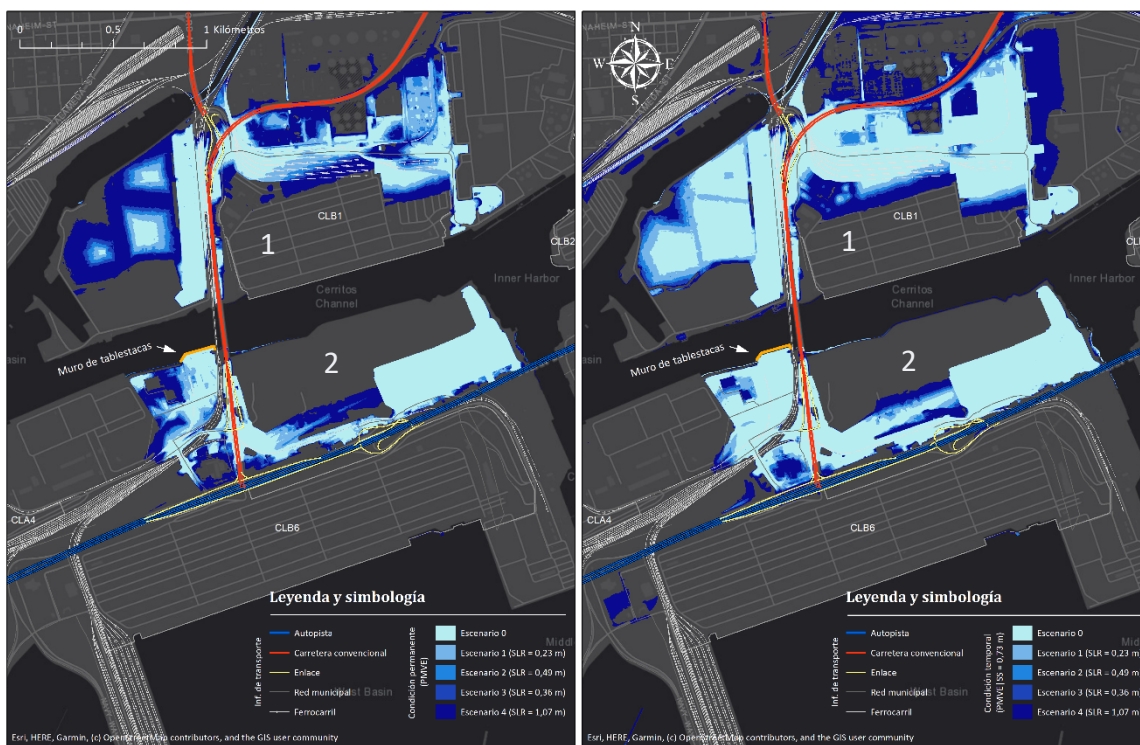 0
0.5
1 Kilómetros
CLB1
1
CLB2
Inner Harbor
Cerritos
Channel
Muro de tablestacas
2
CLA4
CLB6
Leyenda y simbología
Inf. de transporte
Autopista
Carretera convencional
Enlace
Red municipal
Ferrocarril
Condición permanente
(PMVE)
Escenario 0
Escenario 1 (SLR = 0,23 m)
Escenario 2 (SLR = 0,49 m)
Escenario 3 (SLR = 0,36 m)
Escenario 4 (SLR = 1,07 m)
Esri, HERE, Garmin, (c) OpenStreetMap contributors, and the GIS user community
N
W
E
S
CLB1
1
CLB2
Inner Harbor
Cerritos
Channel
Muro de tablestacas
2
CLA4
CLB6
Leyenda y simbología
Inf. de transporte
Autopista
Carretera convencional
Enlace
Red municipal
Ferrocarril
Condición temporal
(PMVE|SS = 0,73 m)
Escenario 0
Escenario 1 (SLR = 0,23 m)
Escenario 2 (SLR = 0,49 m)
Escenario 3 (SLR = 0,36 m)
Escenario 4 (SLR = 1,07 m)
Esri, HERE, Garmin, (c) OpenStreetMap contributors, and the GIS user community